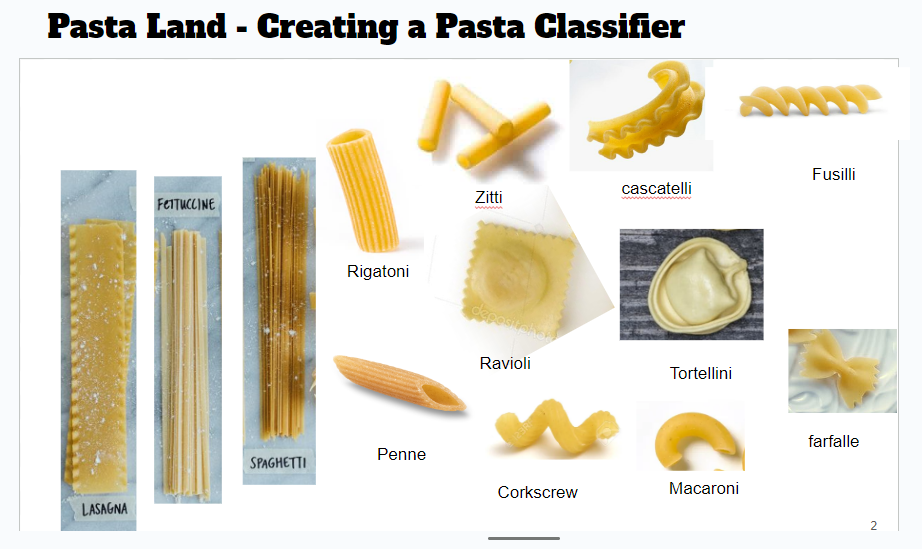 Pasta Land - Creating a Pasta Classifier
FETTUCCINE
Zitti
cascatelli
Fusilli
Rigatoni
Ravioli
Tortellini
Penne
farfalle
SPAGHETTI
Corkscrew
Macaroni
LASAGNA
2